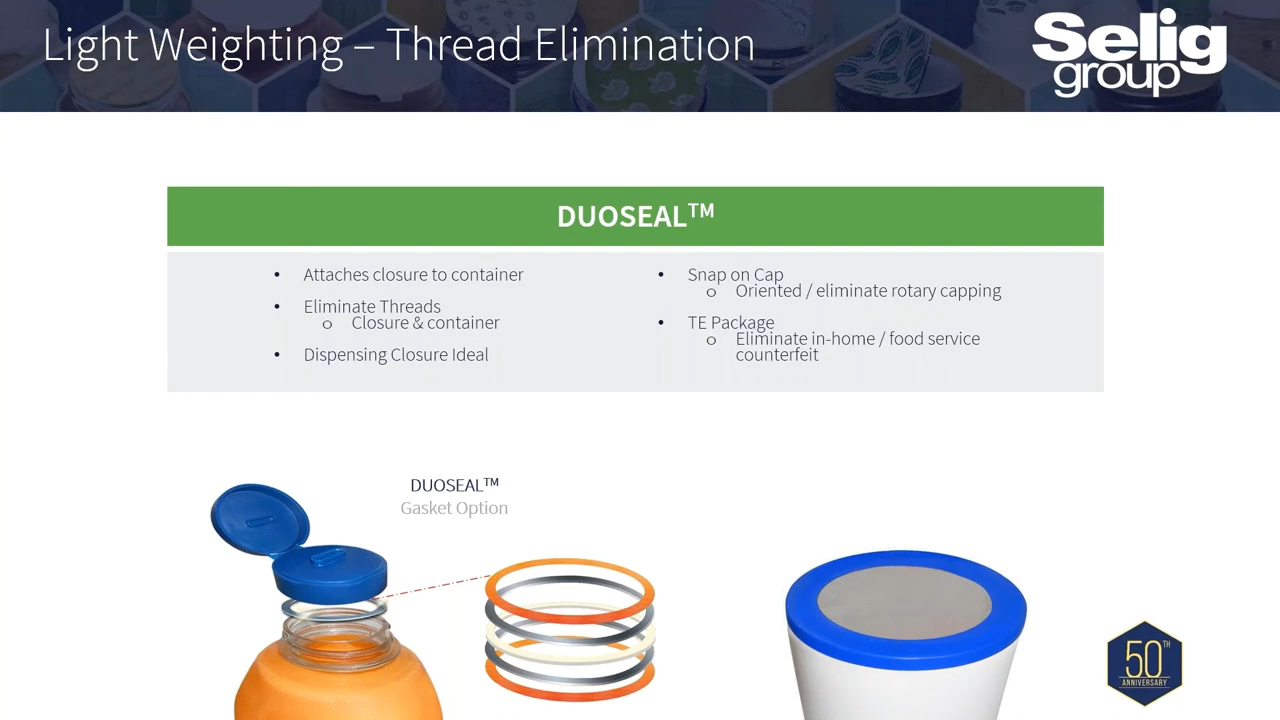 Light Weighting – Thread Elimination
Selig
group
DUOSEAL™
• Attaches closure to container
• Eliminate Threads
o Closure & container
• Dispensing Closure Ideal
• Snap on Cap
o Oriented / eliminate rotary capping
• TE Package
o Eliminate in-home / food service
counterfeit
DUOSEAL™
Gasket Option
50TH
ANNIVERSARY